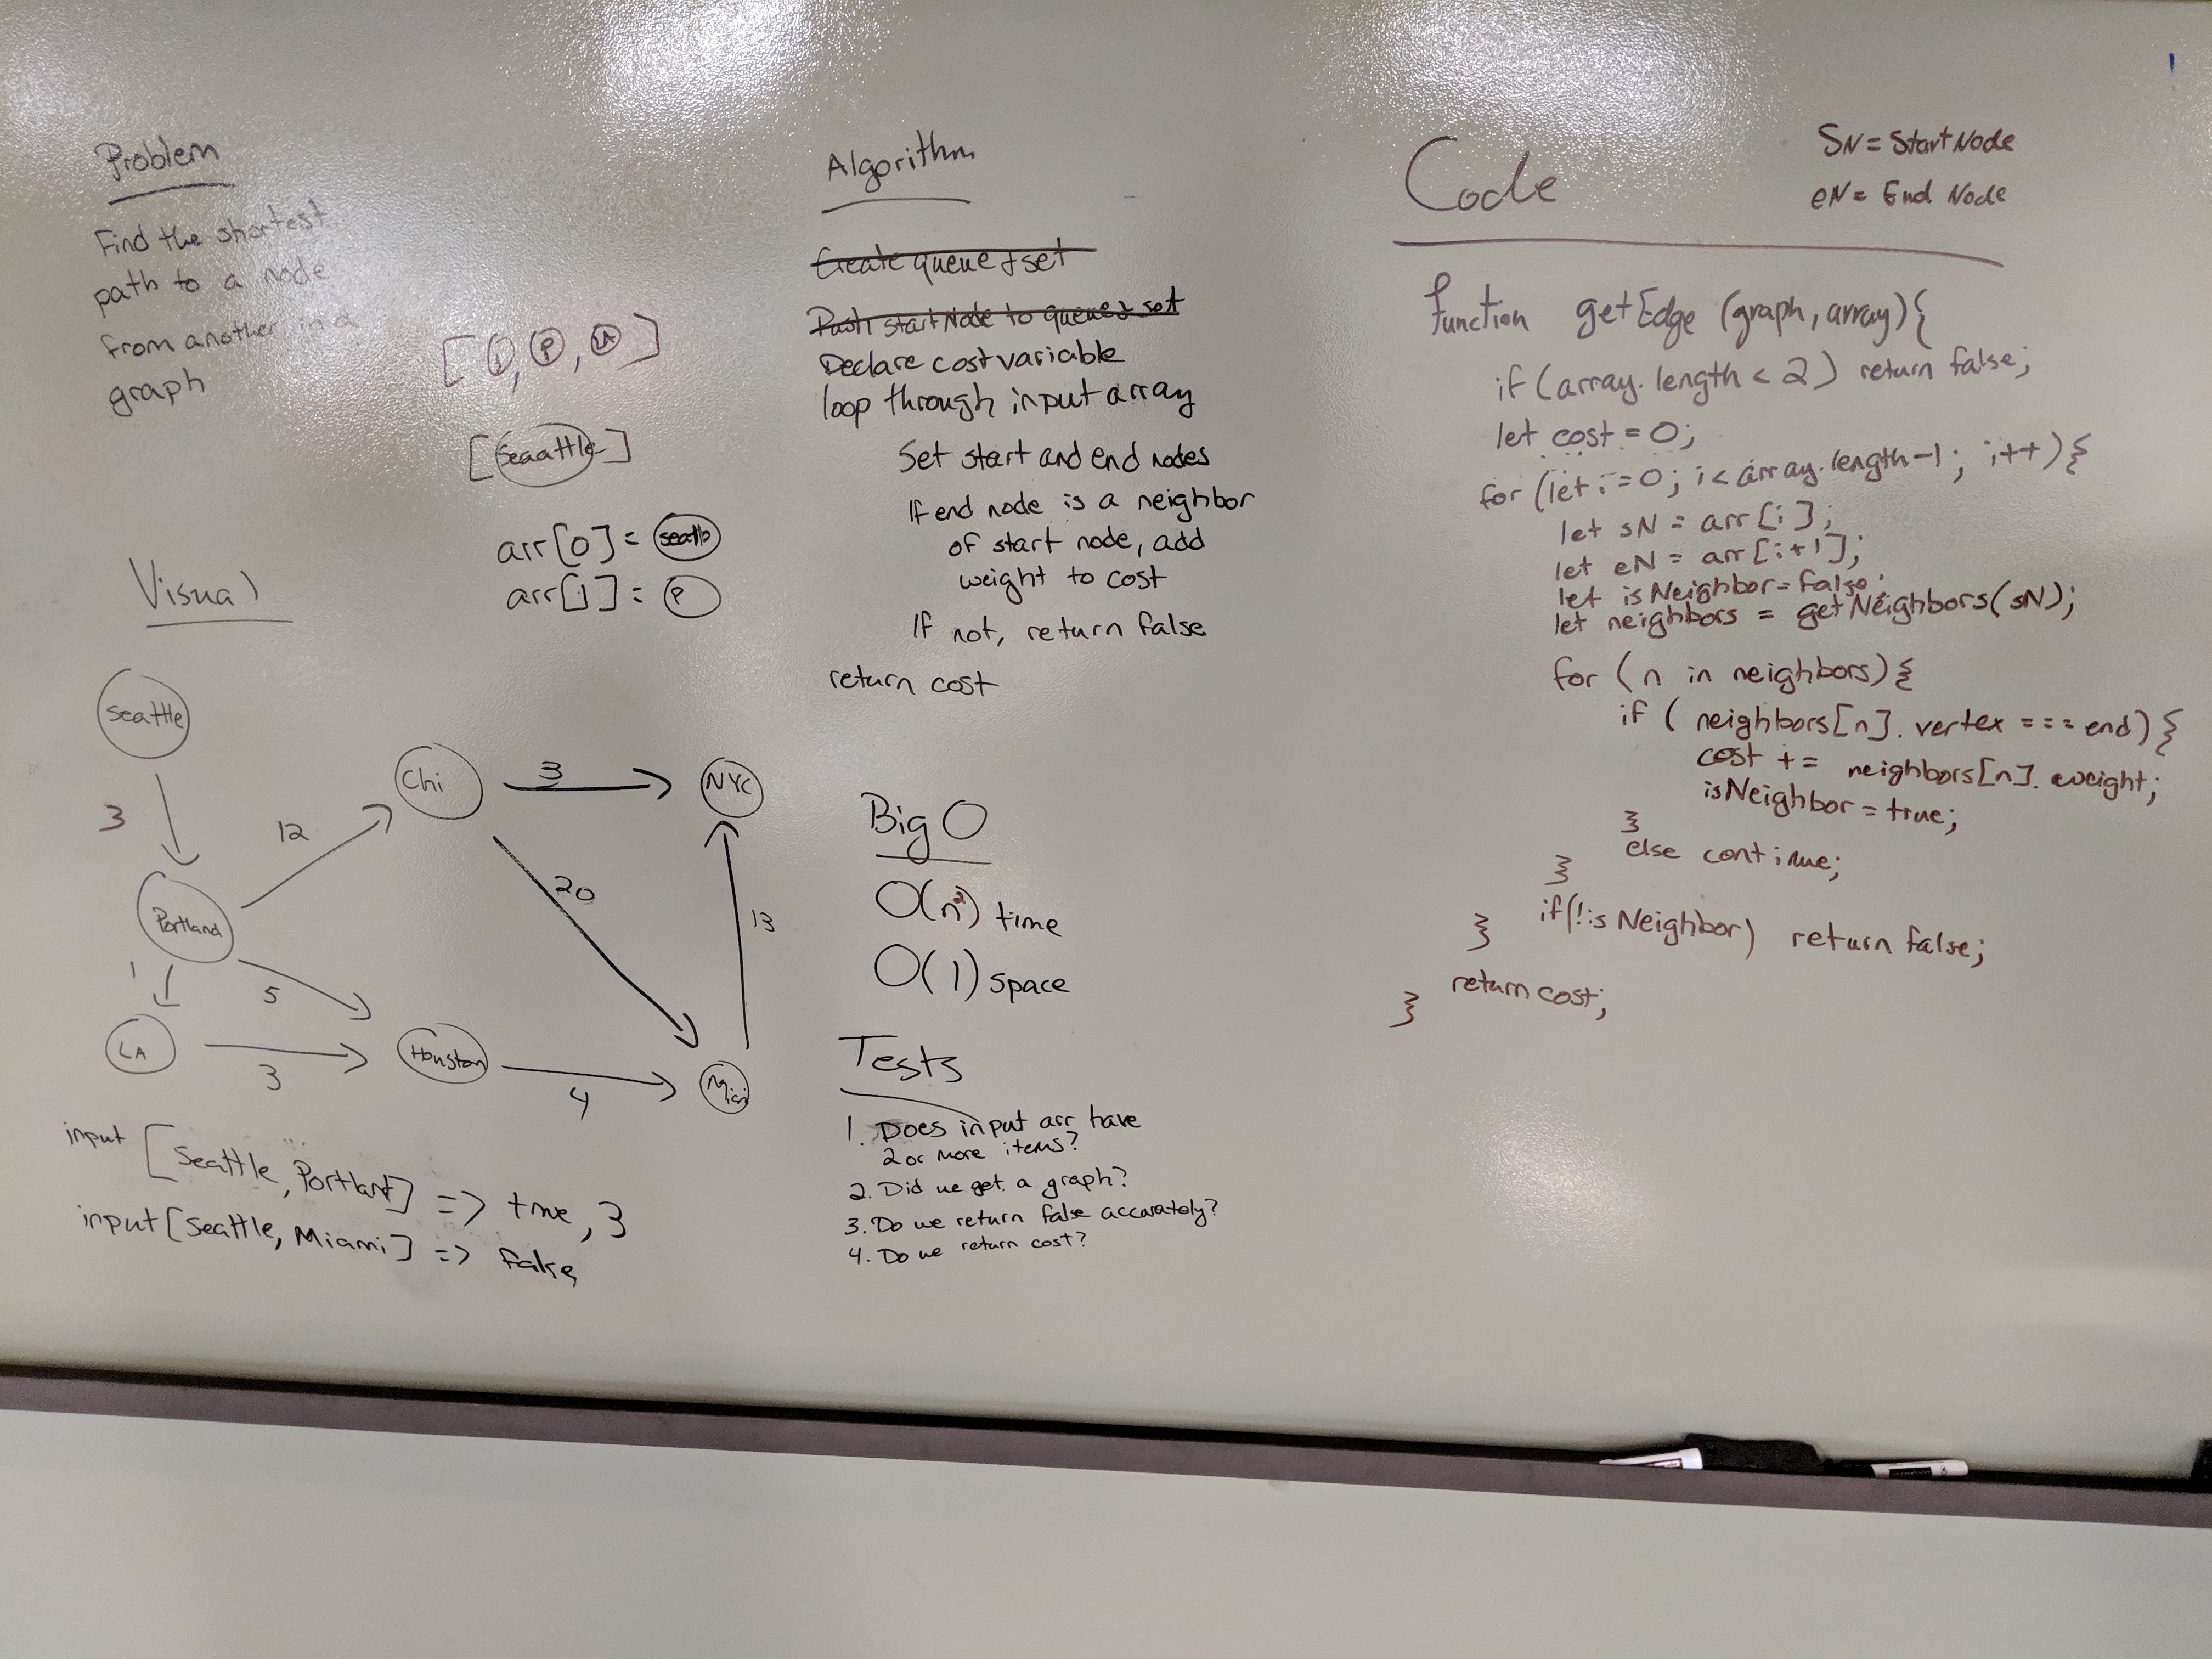 Problem
Find the shortest
path to a node
from another in a
graph
[ , P , LA ]
[ Seaattle ]
arr[0] = Seattle
arr[1] = P
Visual
Seattle
3
Portland
12
Chi
3
NYC
20
13
1
5
LA
3
Houston
4
Miami
input [Seattle, Portland] => true, 3
input [Seattle, Miami] => false
Algorithm
Create queue + set
Push startNode to queue + set
Declare cost variable
loop through input array
Set start and end nodes
If end node is a neighbor
of start node, add
weight to cost
If not, return false
return cost
Big O
O(n²) time
O(1) space
Tests
1. Does input arr have
2 or more items?
2. Did we get a graph?
3. Do we return false accurately?
4. Do we return cost?
Code
SN = Start Node
eN = End Node
function getEdge (graph, array){
if (array.length < 2) return false;
let cost = 0;
for (let i = 0; i < array.length-1; i++){
let sN = arr[i];
let eN = arr[i+1];
let isNeighbor = false;
let neighbors = getNeighbors(sN);
for (n in neighbors){
if ( neighbors[n].vertex === end){
cost += neighbors[n].weight;
isNeighbor = true;
}
else continue;
}
if(!isNeighbor) return false;
}
return cost;
}